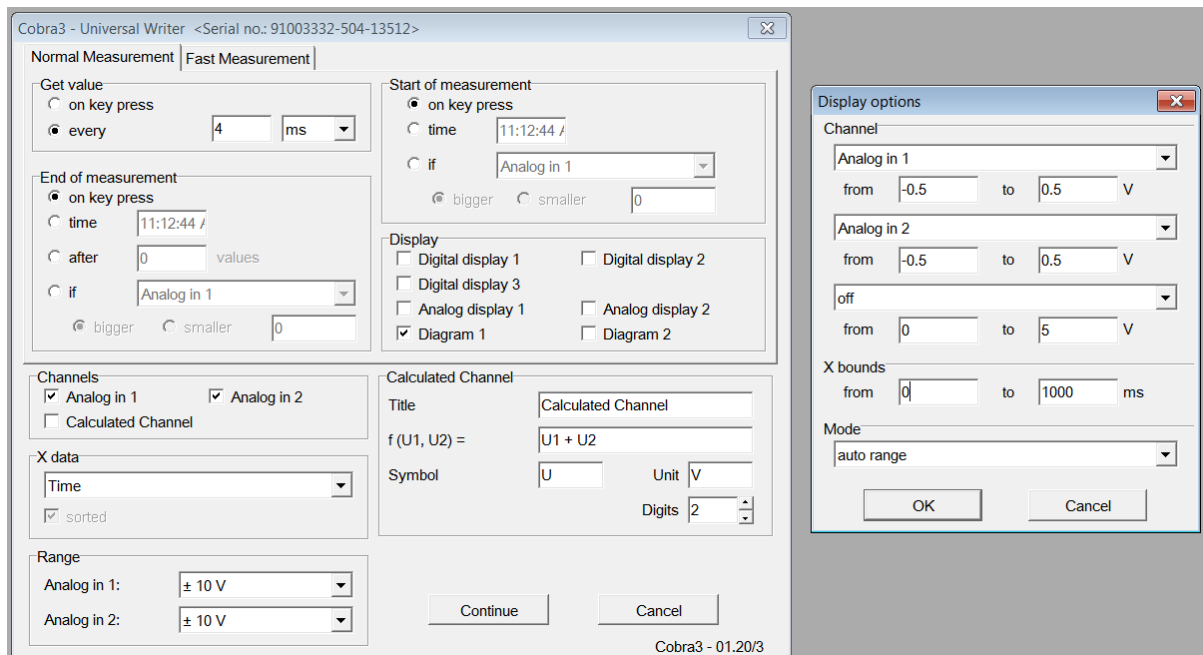 Cobra3 - Universal Writer <Serial no.: 91003332-504-13512>
Normal Measurement
Fast Measurement
Get value
on key press
every 4 ms
End of measurement
on key press
time 11:12:44 A
after 0 values
if Analog in 1
bigger smaller 0
Start of measurement
on key press
time 11:12:44 A
if Analog in 1
bigger smaller 0
Display
Digital display 1 Digital display 2
Digital display 3
Analog display 1 Analog display 2
Diagram 1 Diagram 2
Channels
Analog in 1 Analog in 2
Calculated Channel
X data
Time
sorted
Range
Analog in 1: ± 10 V
Analog in 2: ± 10 V
Calculated Channel
Title Calculated Channel
f (U1, U2) = U1 + U2
Symbol U Unit V
Digits 2
Continue Cancel
Cobra3 - 01.20/3
Display options
Channel
Analog in 1
from -0.5 to 0.5 V
Analog in 2
from -0.5 to 0.5 V
off
from 0 to 5 V
X bounds
from 0 to 1000 ms
Mode
auto range
OK Cancel